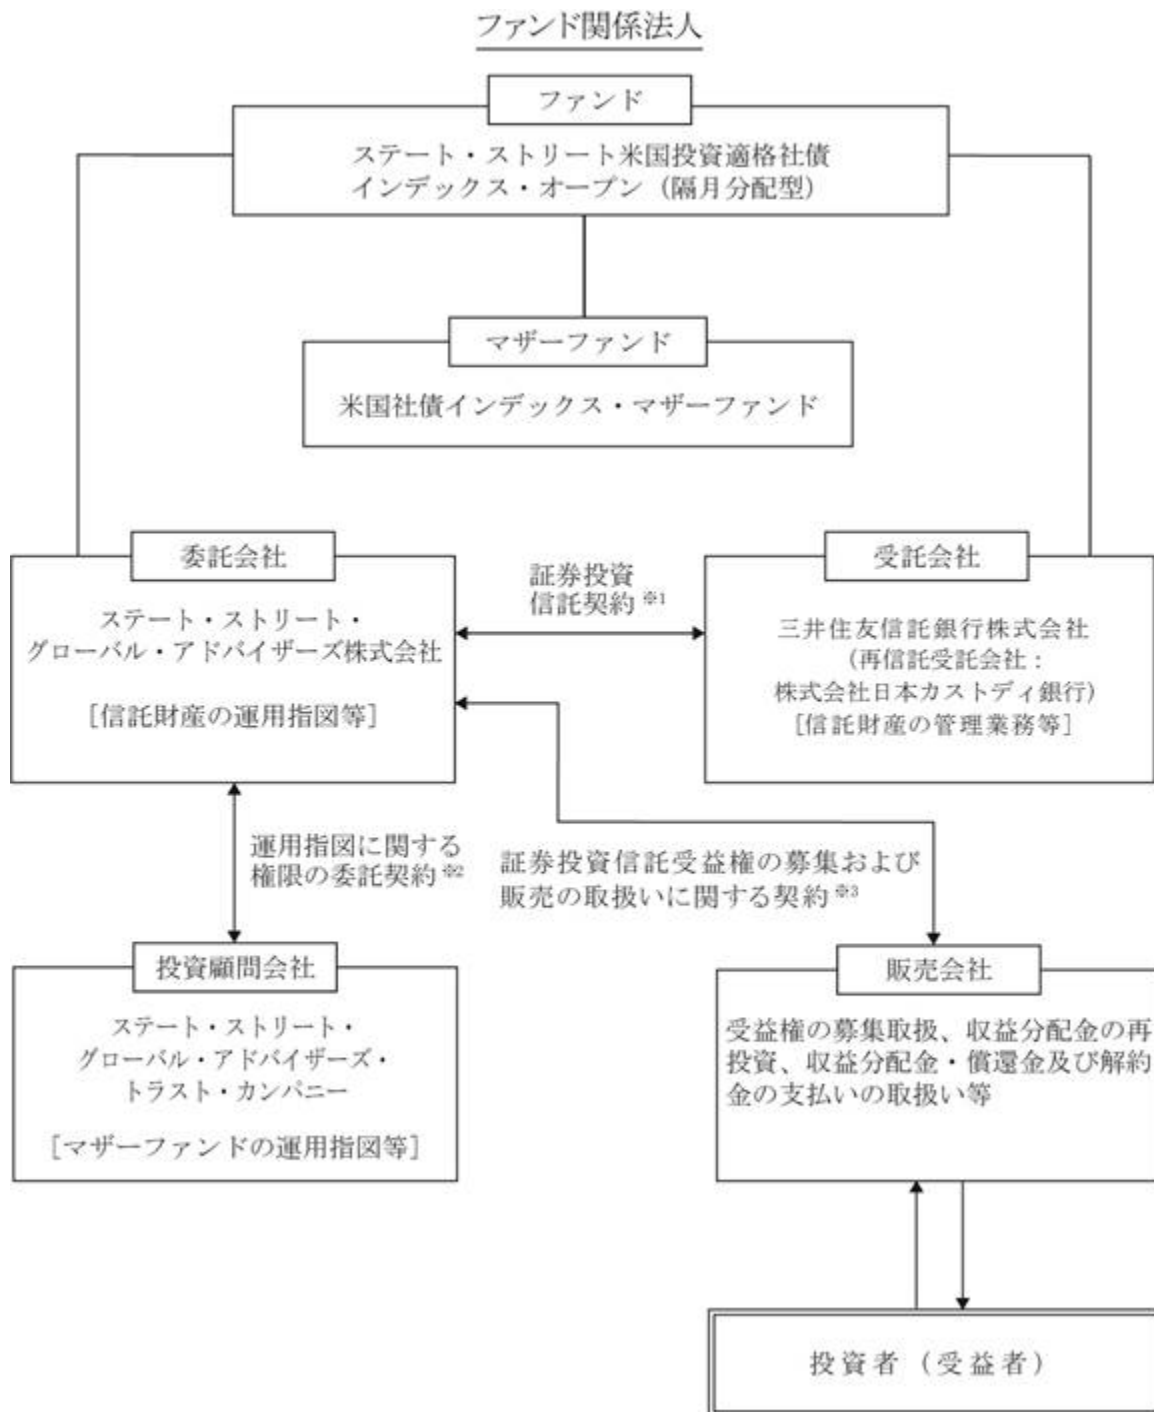 ファンド関係法人
ファンド
ステート・ストリート米国投資適格社債
インデックス・オープン（隔月分配型）
マザーファンド
米国社債インデックス・マザーファンド
委託会社
ステート・ストリート・
グローバル・アドバイザーズ株式会社
［信託財産の運用指図等］
証券投資
信託契約※1
受託会社
三井住友信託銀行株式会社
（再信託受託会社：
株式会社日本カストディ銀行）
［信託財産の管理業務等］
運用指図に関する
権限の委託契約※2
証券投資信託受益権の募集および
販売の取扱いに関する契約※3
投資顧問会社
ステート・ストリート・
グローバル・アドバイザーズ・
トラスト・カンパニー
［マザーファンドの運用指図等］
販売会社
受益権の募集取扱、収益分配金の再
投資、収益分配金・償還金及び解約
金の支払いの取扱い等
投資者（受益者）